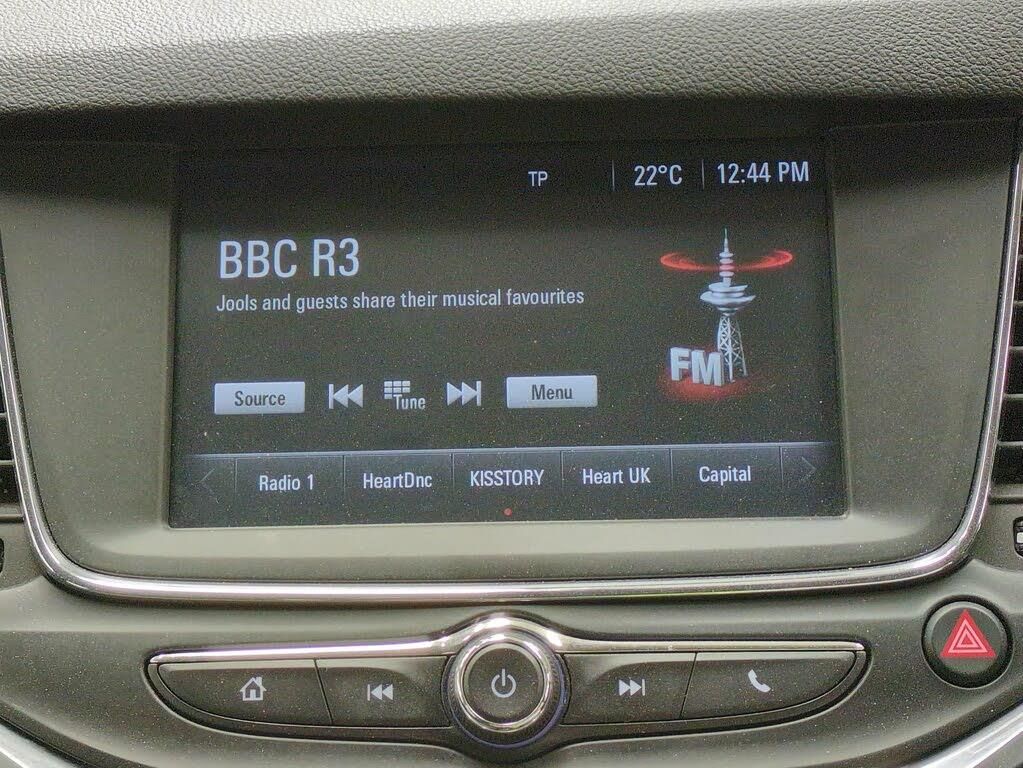 TP 22°C 12:44 PM
BBC R3
Jools and guests share their musical favourites
FM
Source Tune Menu
Radio 1 HeartDnc KISSTORY Heart UK Capital